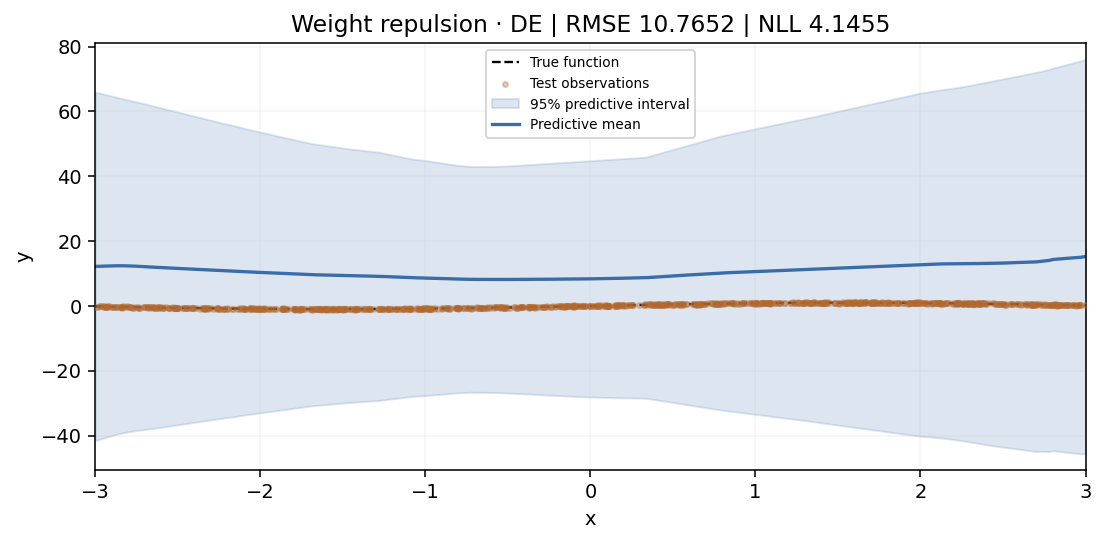 Weight repulsion · DE | RMSE 10.7652 | NLL 4.1455
True function
Test observations
95% predictive interval
Predictive mean
80
60
40
20
0
−20
−40
y
−3
−2
−1
0
1
2
3
x